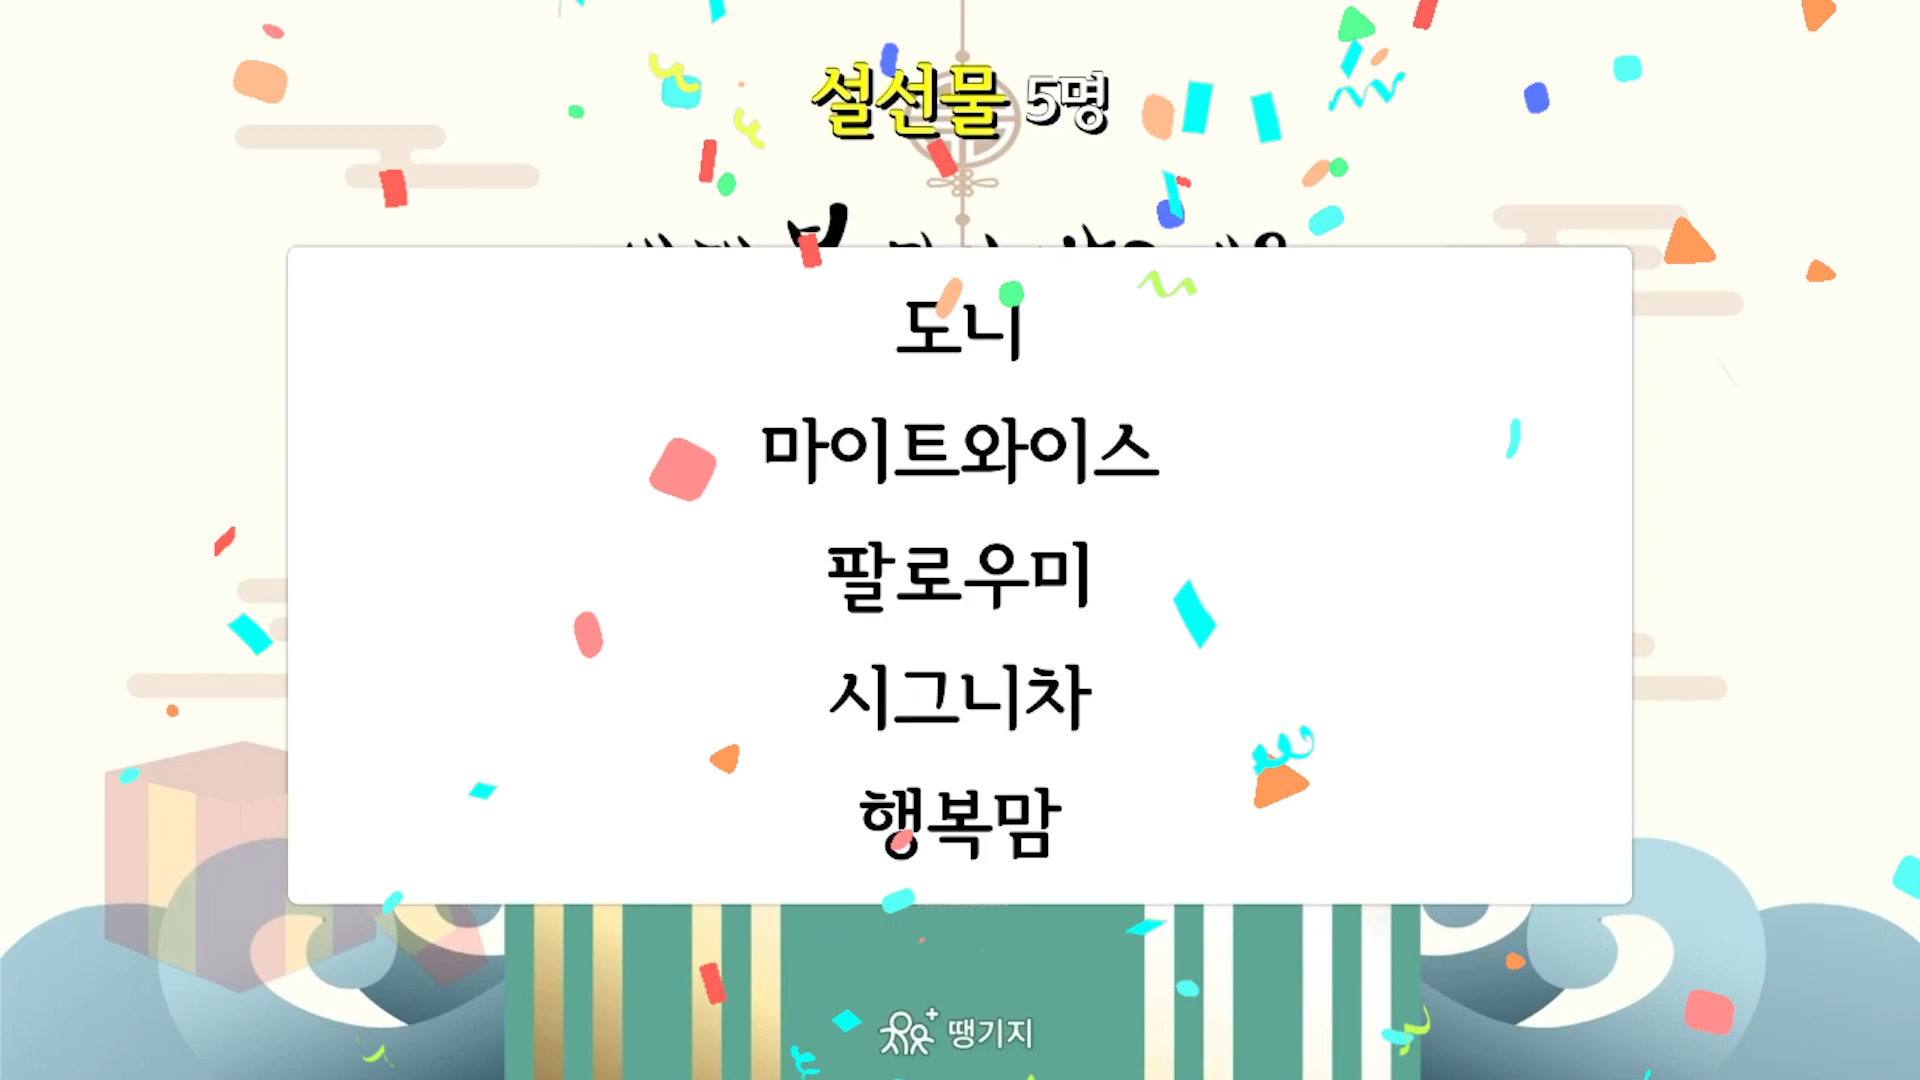 설선물 5명
도니
마이트와이스
팔로우미
시그니차
행복맘
땡기지